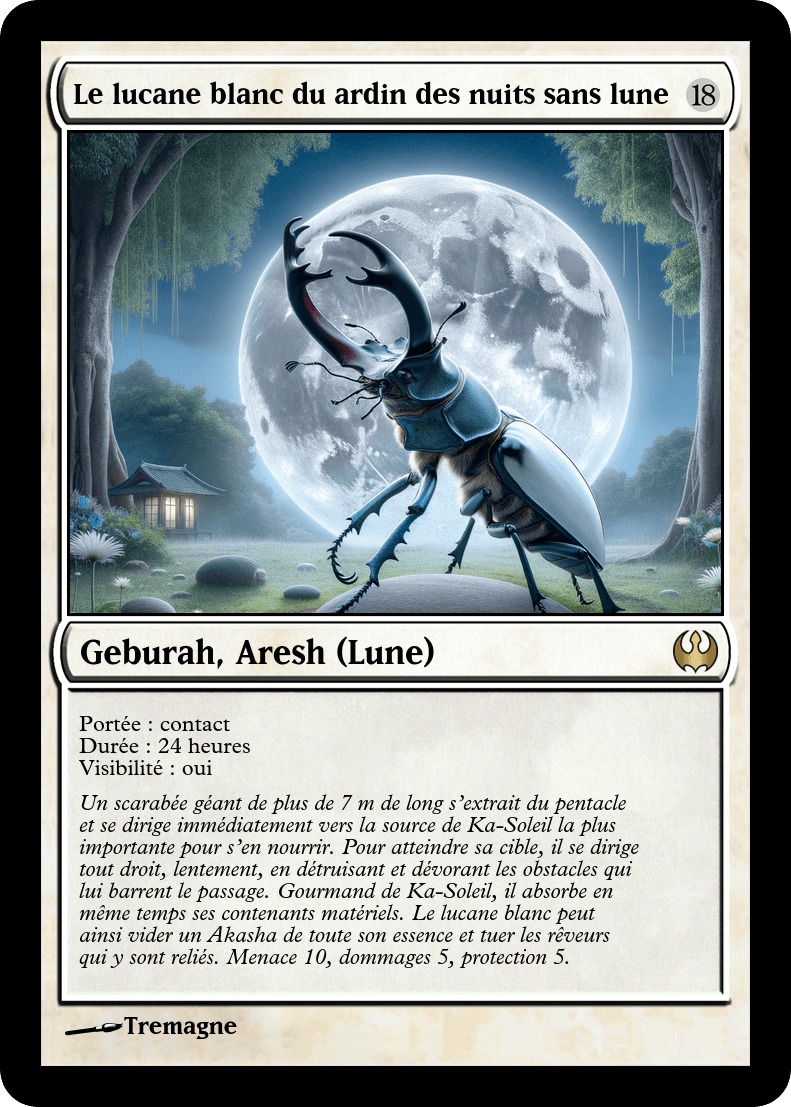 Le lucane blanc du ardin des nuits sans lune 18
Geburah, Aresh (Lune)
Portée : contact
Durée : 24 heures
Visibilité : oui
Un scarabée géant de plus de 7 m de long s'extrait du pentacle
et se dirige immédiatement vers la source de Ka-Soleil la plus
importante pour s'en nourrir. Pour atteindre sa cible, il se dirige
tout droit, lentement, en détruisant et dévorant les obstacles qui
lui barrent le passage. Gourmand de Ka-Soleil, il absorbe en
même temps ses contenants matériels. Le lucane blanc peut
ainsi vider un Akasha de toute son essence et tuer les rêveurs
qui y sont reliés. Menace 10, dommages 5, protection 5.
Tremagne